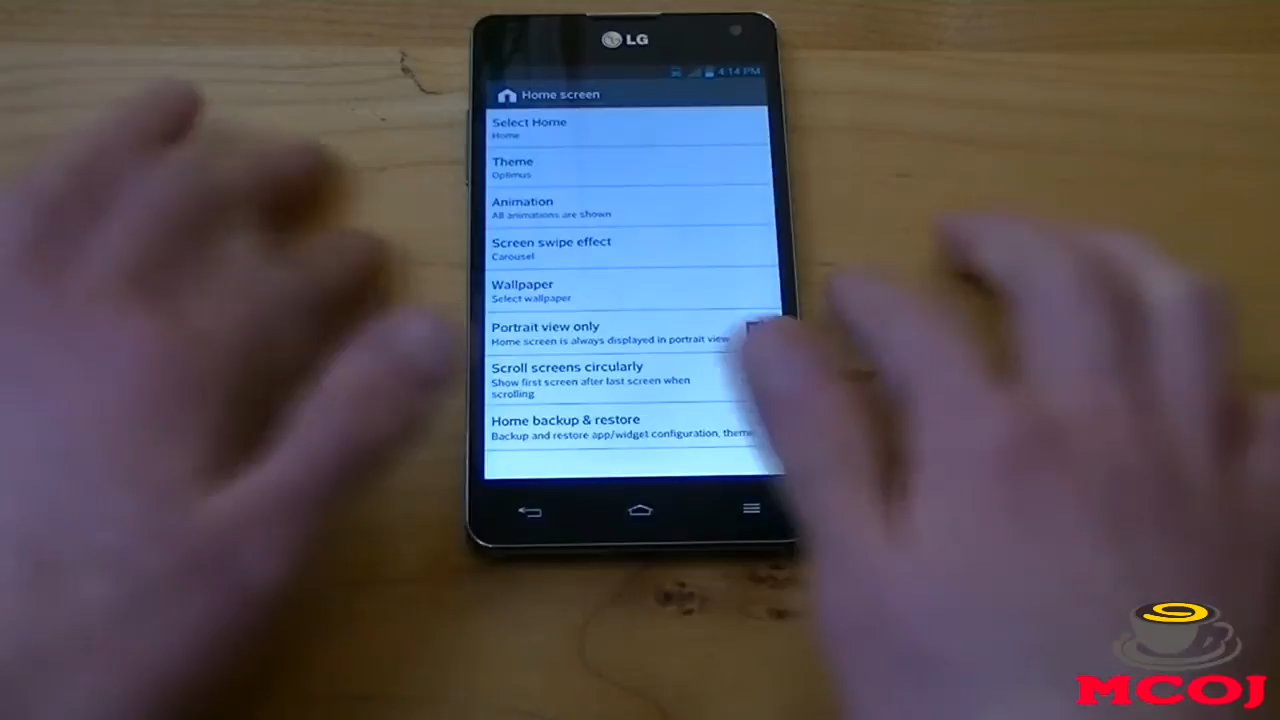 LG
4:14 PM
Home screen
Select Home
Home
Theme
Optimus
Animation
All animations are shown
Screen swipe effect
Carousel
Wallpaper
Select wallpaper
Portrait view only
Home screen is always displayed in portrait view
Scroll screens circularly
Show first screen after last screen when
scrolling
Home backup & restore
Backup and restore app/widget configuration, theme
MCOJ